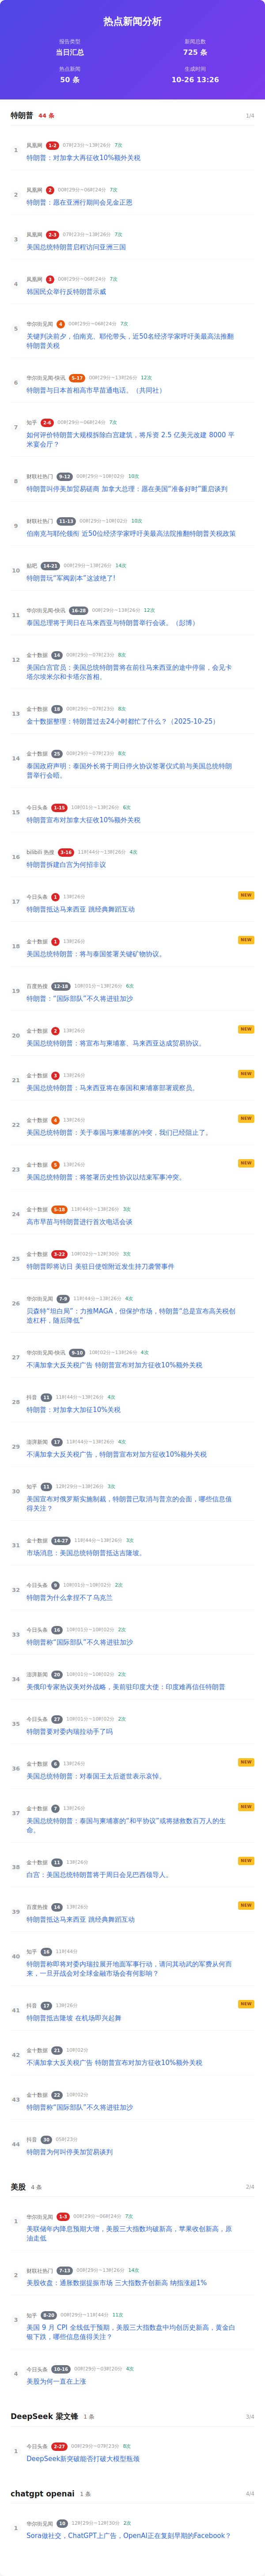 热点新闻分析
报告类型
新闻总数
当日汇总
725 条
热点新闻
生成时间
50 条
10-26 13:26
特朗普 44 条 1/4
1 凤凰网 1-2 07时23分~13时26分 7次
特朗普：对加拿大再征收10%额外关税
2 凤凰网 2 00时29分~06时24分 7次
特朗普：愿在亚洲行期间会见金正恩
3 凤凰网 2-3 07时23分~13时26分 7次
美国总统特朗普启程访问亚洲三国
4 凤凰网 3 00时29分~06时24分 7次
韩国民众举行反特朗普示威
5 华尔街见闻 4 00时29分~06时24分 7次
关键判决前夕，伯南克、耶伦带头，近50名经济学家呼吁美最高法推翻
特朗普关税
6 华尔街见闻-快讯 5-17 00时29分~13时26分 12次
特朗普与日本首相高市早苗通电话。（共同社）
7 知乎 2-6 00时29分~06时24分 7次
如何评价特朗普大规模拆除白宫建筑，将斥资 2.5 亿美元改建 8000 平
米宴会厅？
8 财联社热门 9-12 00时29分~10时02分 10次
特朗普叫停美加贸易磋商 加拿大总理：愿在美国“准备好时”重启谈判
9 财联社热门 11-13 00时29分~10时02分 10次
伯南克与耶伦领衔 近50位经济学家呼吁美最高法院推翻特朗普关税政策
10 贴吧 14-21 00时29分~13时26分 14次
特朗普玩“军阀剧本”这波绝了!
11 华尔街见闻-快讯 16-28 00时29分~13时26分 12次
泰国总理将于周日在马来西亚与特朗普举行会谈。（彭博）
12 金十数据 14 00时29分~07时23分 8次
美国白宫官员：美国总统特朗普将在前往马来西亚的途中停留，会见卡
塔尔埃米尔和卡塔尔首相。
13 金十数据 18 00时29分~07时23分 8次
金十数据整理：特朗普过去24小时都忙了什么？（2025-10-25）
14 金十数据 25 00时29分~07时23分 8次
泰国政府声明：泰国外长将于周日停火协议签署仪式前与美国总统特朗
普举行会晤。
15 今日头条 1-15 10时01分~13时26分 6次
特朗普宣布对加拿大征收10%额外关税
16 bilibili 热搜 3-16 11时44分~13时26分 4次
特朗普拆建白宫为何招非议
17 今日头条 1 13时26分 NEW
特朗普抵达马来西亚 跳经典舞蹈互动
18 金十数据 1 13时26分 NEW
美国总统特朗普：将与泰国签署关键矿物协议。
19 百度热搜 12-18 10时01分~13时26分 6次
特朗普：“国际部队”不久将进驻加沙
20 金十数据 2 13时26分 NEW
美国总统特朗普：将宣布与柬埔寨、马来西亚达成贸易协议。
21 金十数据 3 13时26分 NEW
美国总统特朗普：马来西亚将在泰国和柬埔寨部署观察员。
22 金十数据 4 13时26分 NEW
美国总统特朗普：关于泰国与柬埔寨的冲突，我们已经阻止了。
23 金十数据 5 13时26分 NEW
美国总统特朗普：将签署历史性协议以结束军事冲突。
24 金十数据 5-18 11时44分~13时26分 3次
高市早苗与特朗普进行首次电话会谈
25 金十数据 3-22 10时02分~12时30分 3次
特朗普即将访日 美驻日使馆附近发生持刀袭警事件
26 华尔街见闻 7-9 11时44分~13时26分 4次
贝森特“坦白局”：力推MAGA，但保护市场，特朗普“总是宣布高关税创
造杠杆，随后降低”
27 华尔街见闻-快讯 9-10 10时02分~13时26分 4次
不满加拿大反关税广告 特朗普宣布对加方征收10%额外关税
28 抖音 11 11时44分~13时26分 4次
特朗普：对加拿大加征10%关税
29 澎湃新闻 17 11时44分~13时26分 4次
不满加拿大反关税广告，特朗普宣布对加方征收10%额外关税
30 知乎 11 12时29分~13时26分 3次
美国宣布对俄罗斯实施制裁，特朗普已取消与普京的会面，哪些信息值
得关注？
31 金十数据 14-27 11时44分~13时26分 3次
市场消息：美国总统特朗普抵达吉隆坡。
32 今日头条 9 10时01分~10时02分 2次
特朗普为什么拿捏不了乌克兰
33 今日头条 16 10时01分~10时02分 2次
特朗普称“国际部队”不久将进驻加沙
34 澎湃新闻 20 10时01分~10时02分 2次
美俄印专家热议美对外战略，美前驻印度大使：印度难再信任特朗普
35 今日头条 27 10时01分~10时02分 2次
特朗普要对委内瑞拉动手了吗
36 金十数据 6 13时26分 NEW
美国总统特朗普：对泰国王太后逝世表示哀悼。
37 金十数据 7 13时26分 NEW
美国总统特朗普：泰国与柬埔寨的“和平协议”或将拯救数百万人的生
命。
38 金十数据 11 13时26分 NEW
白宫：美国总统特朗普将于周日会见巴西领导人。
39 百度热搜 14 13时26分 NEW
特朗普抵达马来西亚 跳经典舞蹈互动
40 知乎 16 11时44分
特朗普称即将对委内瑞拉展开地面军事行动，请问其动武的军费从何而
来，一旦开战会对全球金融市场会有何影响？
41 抖音 17 13时26分 NEW
特朗普抵吉隆坡 在机场即兴起舞
42 金十数据 21 10时02分
不满加拿大反关税广告 特朗普宣布对加方征收10%额外关税
43 金十数据 22 10时02分
特朗普称“国际部队”不久将进驻加沙
44 抖音 30 05时23分
特朗普为何叫停美加贸易谈判
美股 4 条 2/4
1 华尔街见闻 1-3 00时29分~06时24分 7次
美联储年内降息预期大增，美股三大指数均破新高，苹果收创新高，原
油走低
2 财联社热门 7-13 00时29分~13时26分 14次
美股收盘：通胀数据提振市场 三大指数齐创新高 纳指涨超1%
3 知乎 8-20 00时29分~11时44分 11次
美国 9 月 CPI 全线低于预期，美股三大指数盘中均创历史新高，黄金白
银下跌，哪些信息值得关注？
4 今日头条 10-16 00时29分~03时20分 4次
美股为何一直在上涨
DeepSeek 梁文锋 1 条 3/4
1 今日头条 2-27 00时29分~07时23分 8次
DeepSeek新突破能否打破大模型瓶颈
chatgpt openai 1 条 4/4
1 华尔街见闻 10 12时29分~12时30分 2次
Sora做社交，ChatGPT上广告，OpenAI正在复刻早期的Facebook？